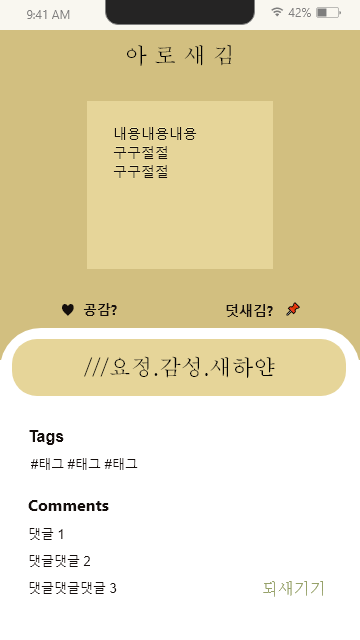 9:41 AM 42%
아로새김
내용내용내용
구구절절
구구절절
공감? 덧새김?
///요정.감성.새하얀
Tags
#태그 #태그 #태그
Comments
댓글 1
댓글댓글 2
댓글댓글댓글 3
되새기기